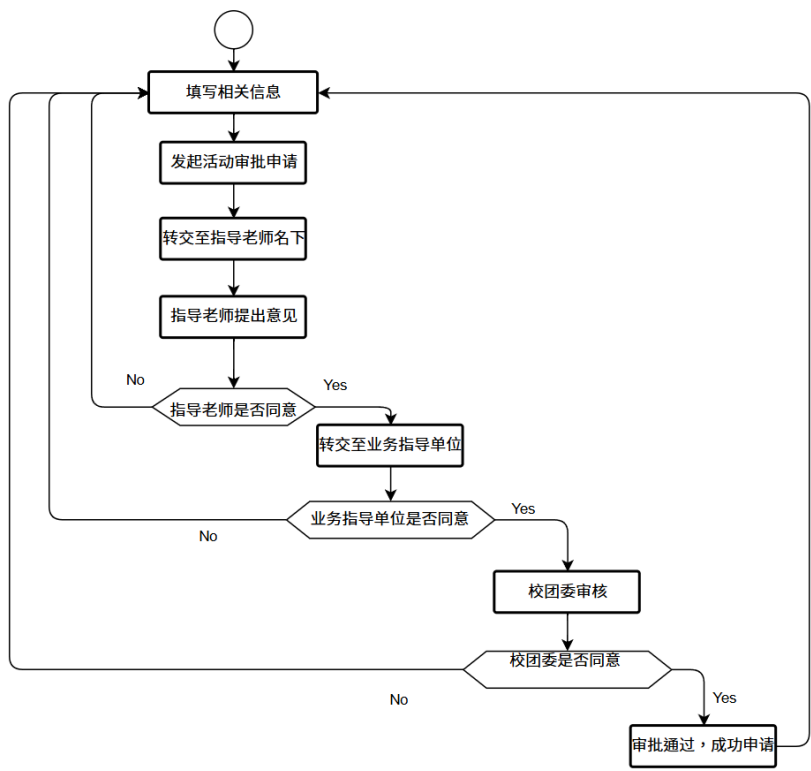 填写相关信息
发起活动审批申请
转交至指导老师名下
指导老师提出意见
No
Yes
指导老师是否同意
转交至业务指导单位
业务指导单位是否同意
Yes
No
校团委审核
校团委是否同意
No
Yes
审批通过，成功申请